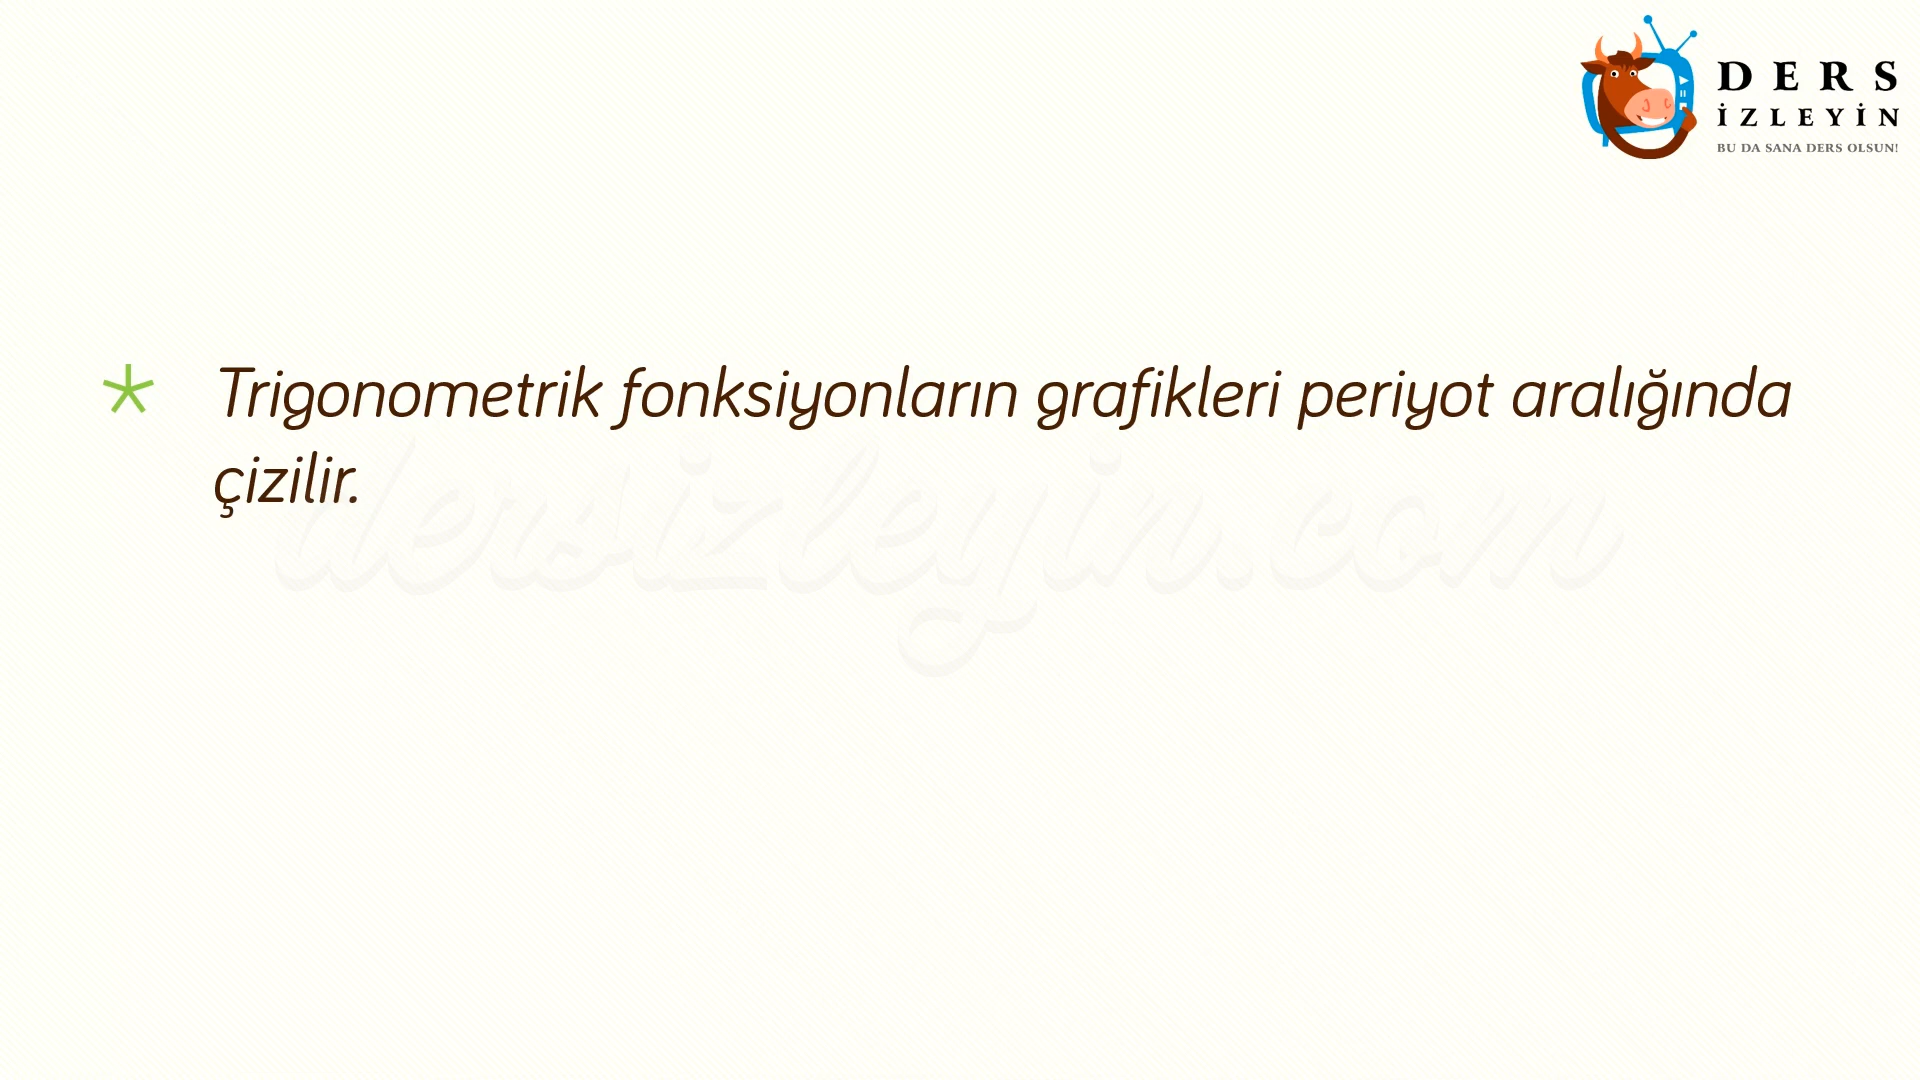 DERS
İZLEYİN
BU DA SANA DERS OLSUN!
* Trigonometrik fonksiyonların grafikleri periyot aralığında
çizilir.
dersizleyin.com